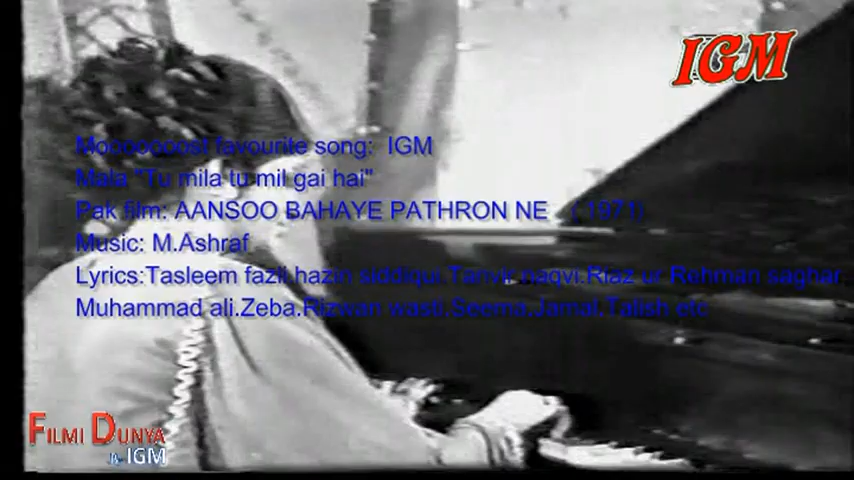 IGM
Mooooooost favourite song: IGM
Mala "Tu mila tu mil gai hai"
Pak film: AANSOO BAHAYE PATHRON NE ( 1971)
Music: M.Ashraf
Lyrics:Tasleem fazli.hazin siddiqui.Tanvir naqvi.Riaz ur Rehman saghar
Muhammad ali.Zeba.Rizwan wasti.Seema.Jamal.Talish etc
FILMI DUNYA
By IGM